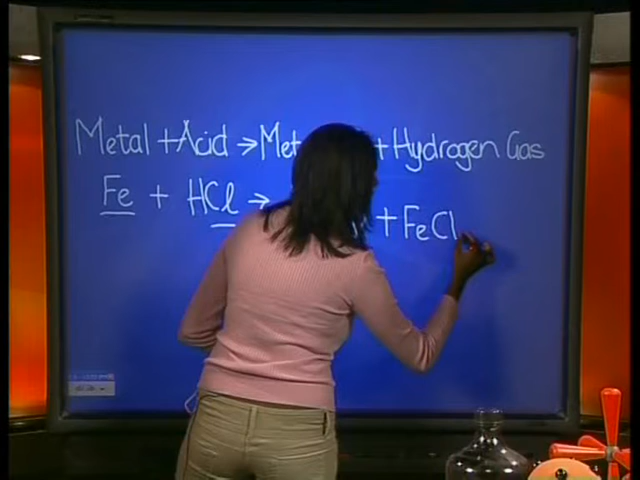 Metal + Acid → Met + Hydrogen Gas
Fe + HCl → + FeCl